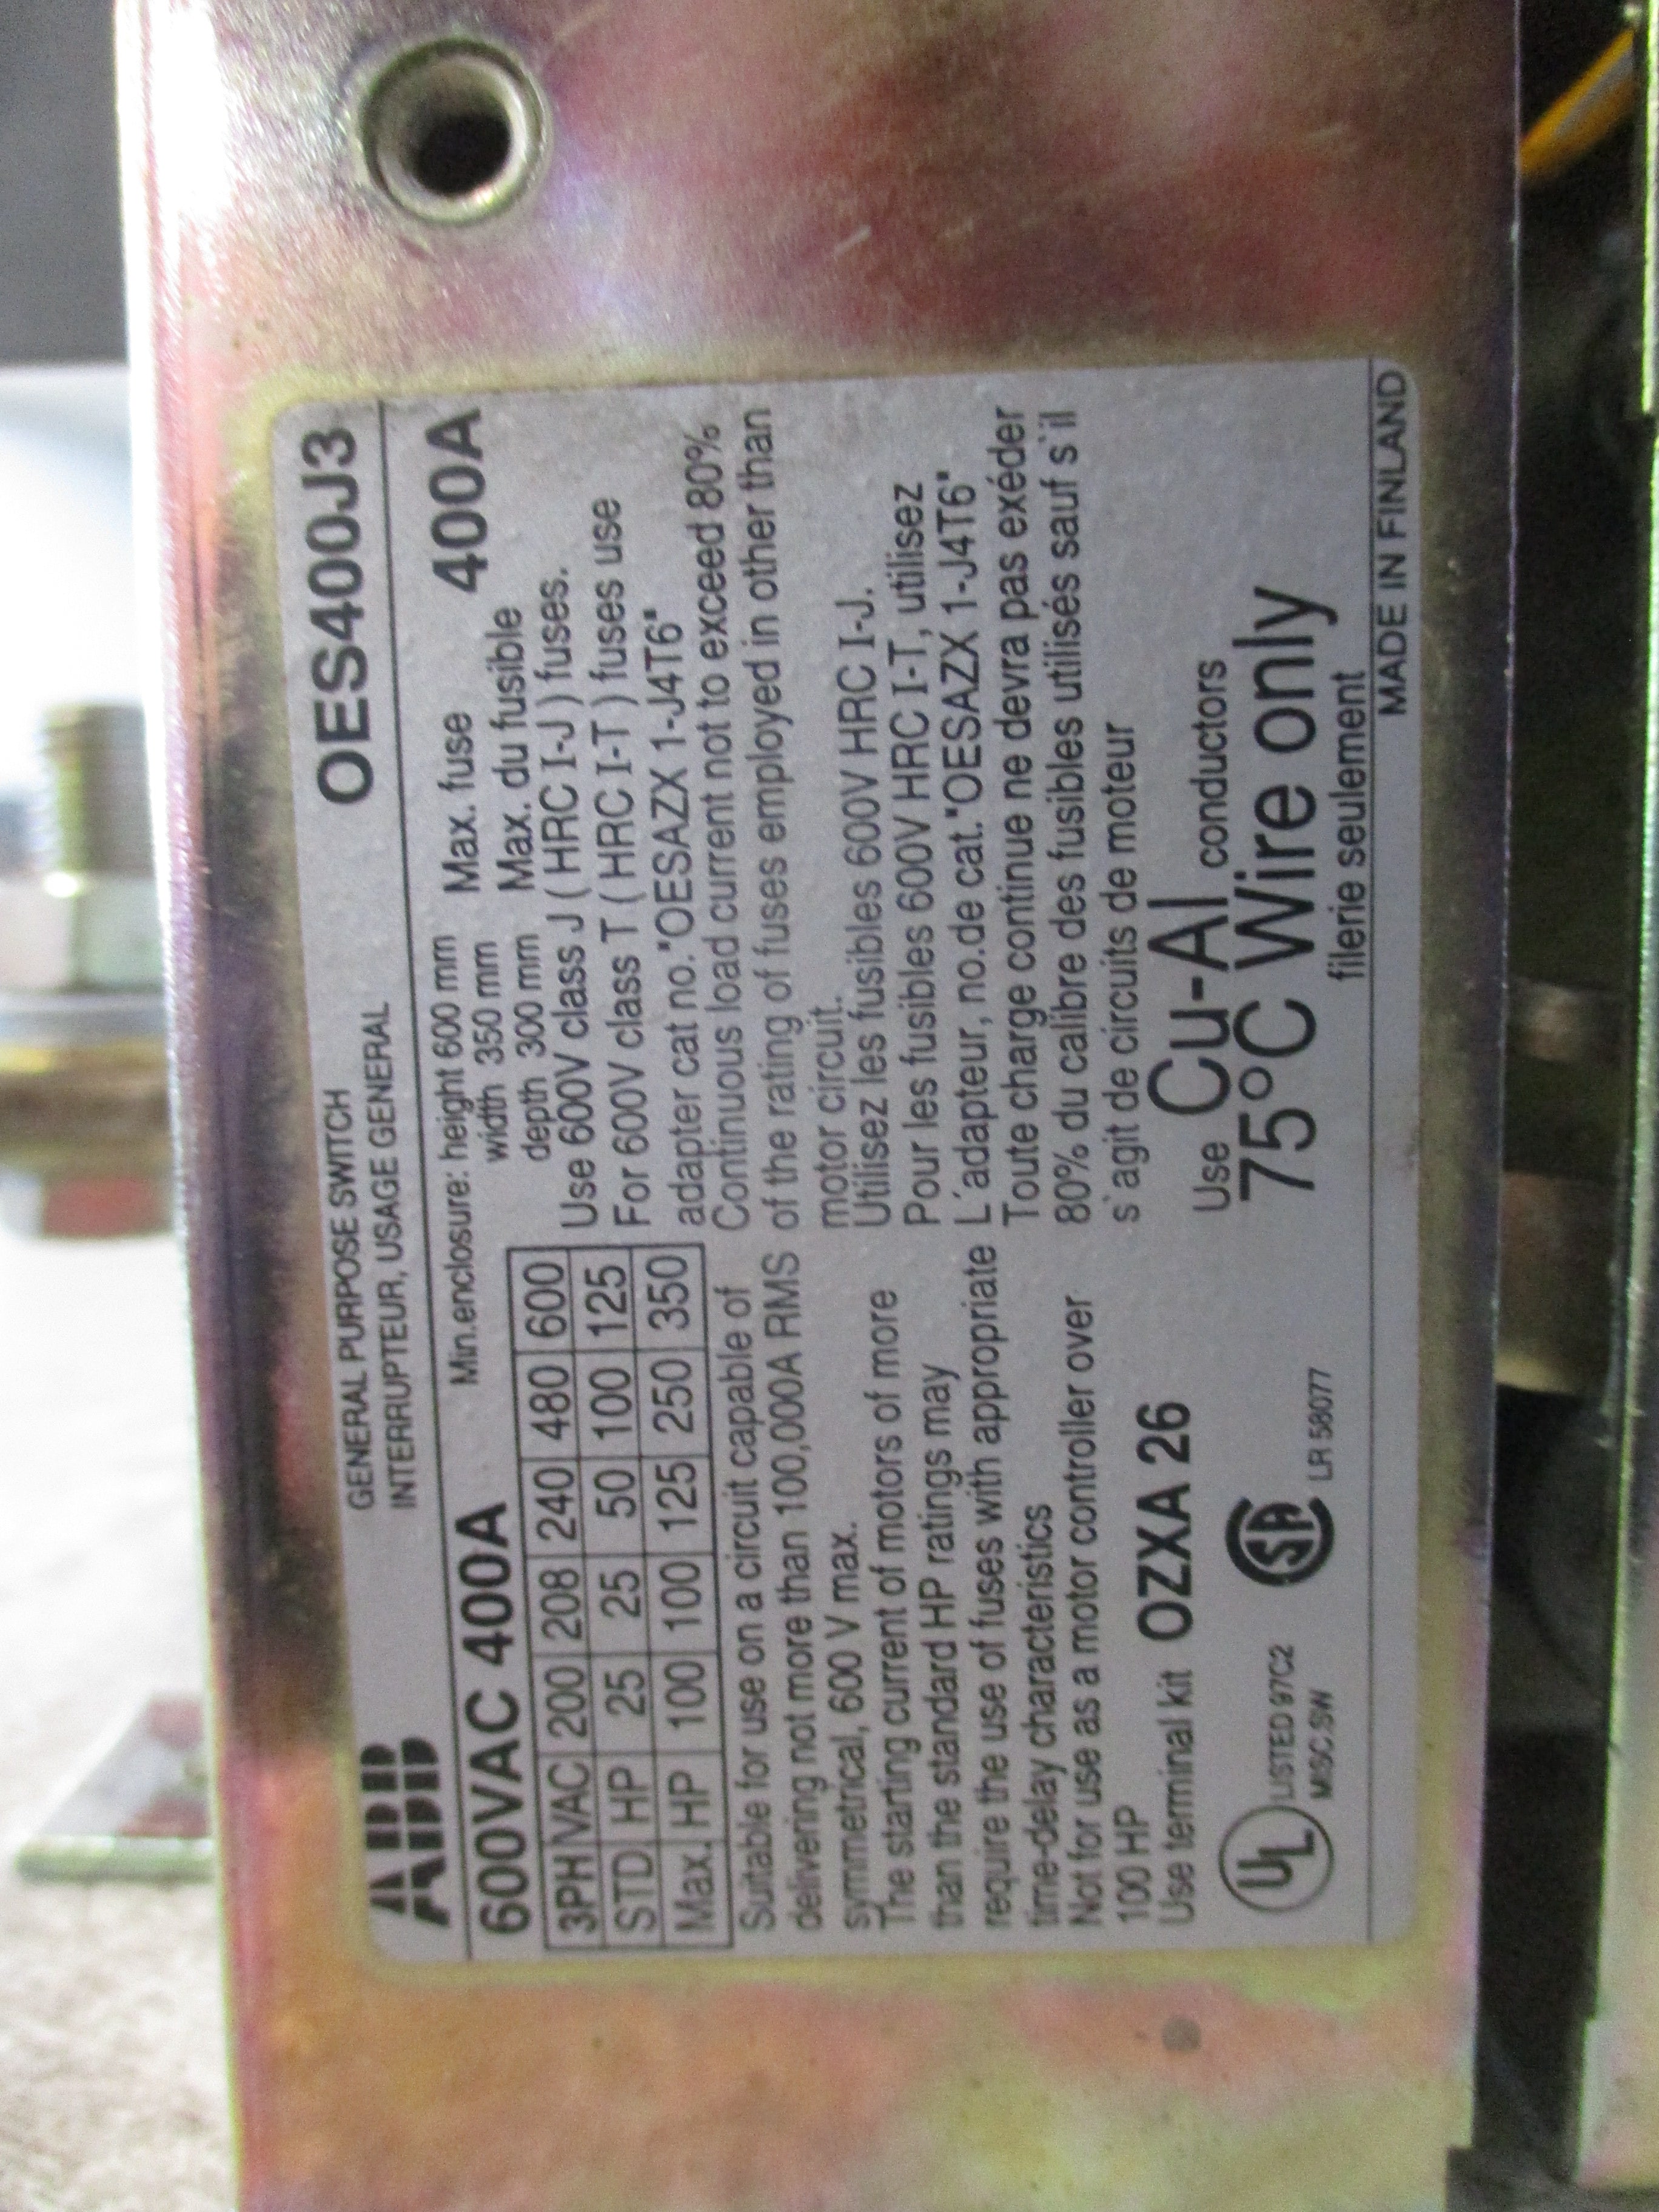 ABB
GENERAL PURPOSE SWITCH
INTERRUPTEUR, USAGE GENERAL
OES400J3
600VAC 400A
Min.enclosure: height 600 mm
width 350 mm
depth 300 mm
Max. fuse
Max. du fusible
400A
3PH VAC 200 208 240 480 600
STD HP 25 25 50 100 125
Max. HP 100 100 125 250 350
Suitable for use on a circuit capable of
delivering not more than 100,000A RMS
symmetrical, 600 V max.
The starting current of motors of more
than the standard HP ratings may
require the use of fuses with appropriate
time-delay characteristics
Not for use as a motor controller over
100 HP
Use terminal kit OZXA 26
UL LISTED 97C2
MISC.SW
SA LR 58077
Use 600V class J ( HRC I-J ) fuses.
For 600V class T ( HRC I-T ) fuses use
adapter cat no."OESAZX 1-J4T6"
Continuous load current not to exceed 80%
of the rating of fuses employed in other than
motor circuit.
Utilisez les fusibles 600V HRC I-J.
Pour les fusibles 600V HRC I-T, utilisez
L´adapteur, no.de cat."OESAZX 1-J4T6"
Toute charge continue ne devra pas exéder
80% du calibre des fusibles utilisés sauf s`il
s`agit de circuits de moteur
Use Cu-Al conductors
75°C Wire only
filerie seulement
MADE IN FINLAND